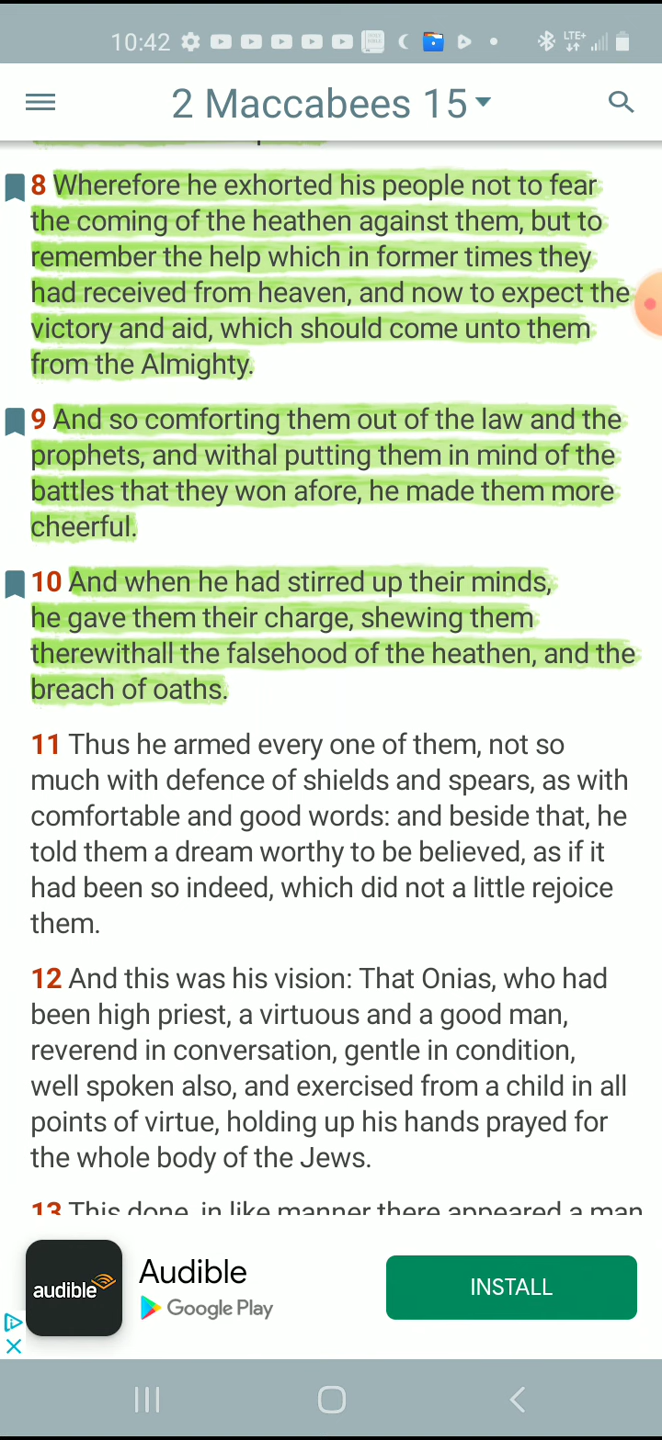 10:42
LTE+
2 Maccabees 15
8 Wherefore he exhorted his people not to fear
the coming of the heathen against them, but to
remember the help which in former times they
had received from heaven, and now to expect the
victory and aid, which should come unto them
from the Almighty.
9 And so comforting them out of the law and the
prophets, and withal putting them in mind of the
battles that they won afore, he made them more
cheerful.
10 And when he had stirred up their minds,
he gave them their charge, shewing them
therewithall the falsehood of the heathen, and the
breach of oaths.
11 Thus he armed every one of them, not so
much with defence of shields and spears, as with
comfortable and good words: and beside that, he
told them a dream worthy to be believed, as if it
had been so indeed, which did not a little rejoice
them.
12 And this was his vision: That Onias, who had
been high priest, a virtuous and a good man,
reverend in conversation, gentle in condition,
well spoken also, and exercised from a child in all
points of virtue, holding up his hands prayed for
the whole body of the Jews.
13 This done, in like manner there appeared a man
audible
Audible
Google Play
INSTALL